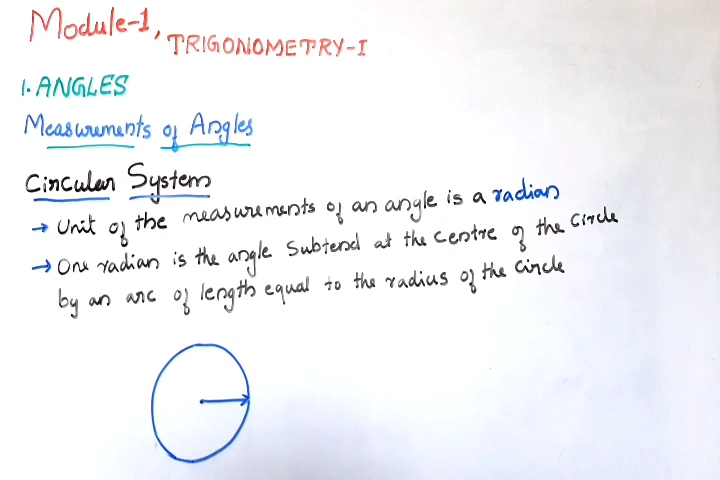 Module-1, TRIGONOMETRY-I
1. ANGLES
Measurements of Angles
Circular System
→ Unit of the measurements of an angle is a radian
→ One radian is the angle Subtend at the Centre of the Circle
by an arc of length equal to the radius of the Circle